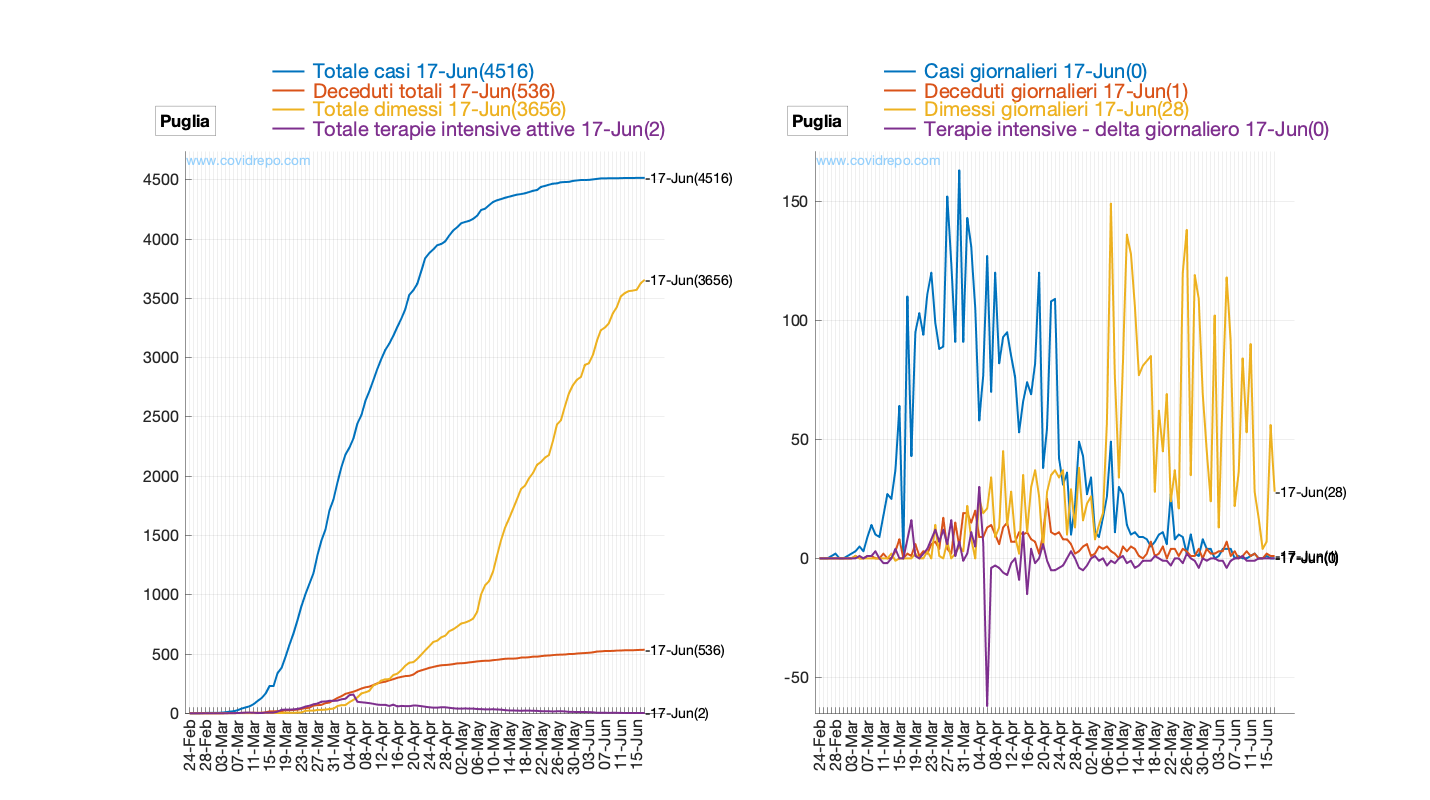 Totale casi 17-Jun(4516)
Deceduti totali 17-Jun(536)
Totale dimessi 17-Jun(3656)
Totale terapie intensive attive 17-Jun(2)
Puglia
www.covidrepo.com
4500
4000
3500
3000
2500
2000
1500
1000
500
0
-17-Jun(4516)
-17-Jun(3656)
-17-Jun(536)
-17-Jun(2)
24-Feb
28-Feb
03-Mar
07-Mar
11-Mar
15-Mar
19-Mar
23-Mar
27-Mar
31-Mar
04-Apr
08-Apr
12-Apr
16-Apr
20-Apr
24-Apr
28-Apr
02-May
06-May
10-May
14-May
18-May
22-May
26-May
30-May
03-Jun
07-Jun
11-Jun
15-Jun
Casi giornalieri 17-Jun(0)
Deceduti giornalieri 17-Jun(1)
Dimessi giornalieri 17-Jun(28)
Terapie intensive - delta giornaliero 17-Jun(0)
Puglia
www.covidrepo.com
150
100
50
0
-50
-17-Jun(28)
24-Feb
28-Feb
03-Mar
07-Mar
11-Mar
15-Mar
19-Mar
23-Mar
27-Mar
31-Mar
04-Apr
08-Apr
12-Apr
16-Apr
20-Apr
24-Apr
28-Apr
02-May
06-May
10-May
14-May
18-May
22-May
26-May
30-May
03-Jun
07-Jun
11-Jun
15-Jun